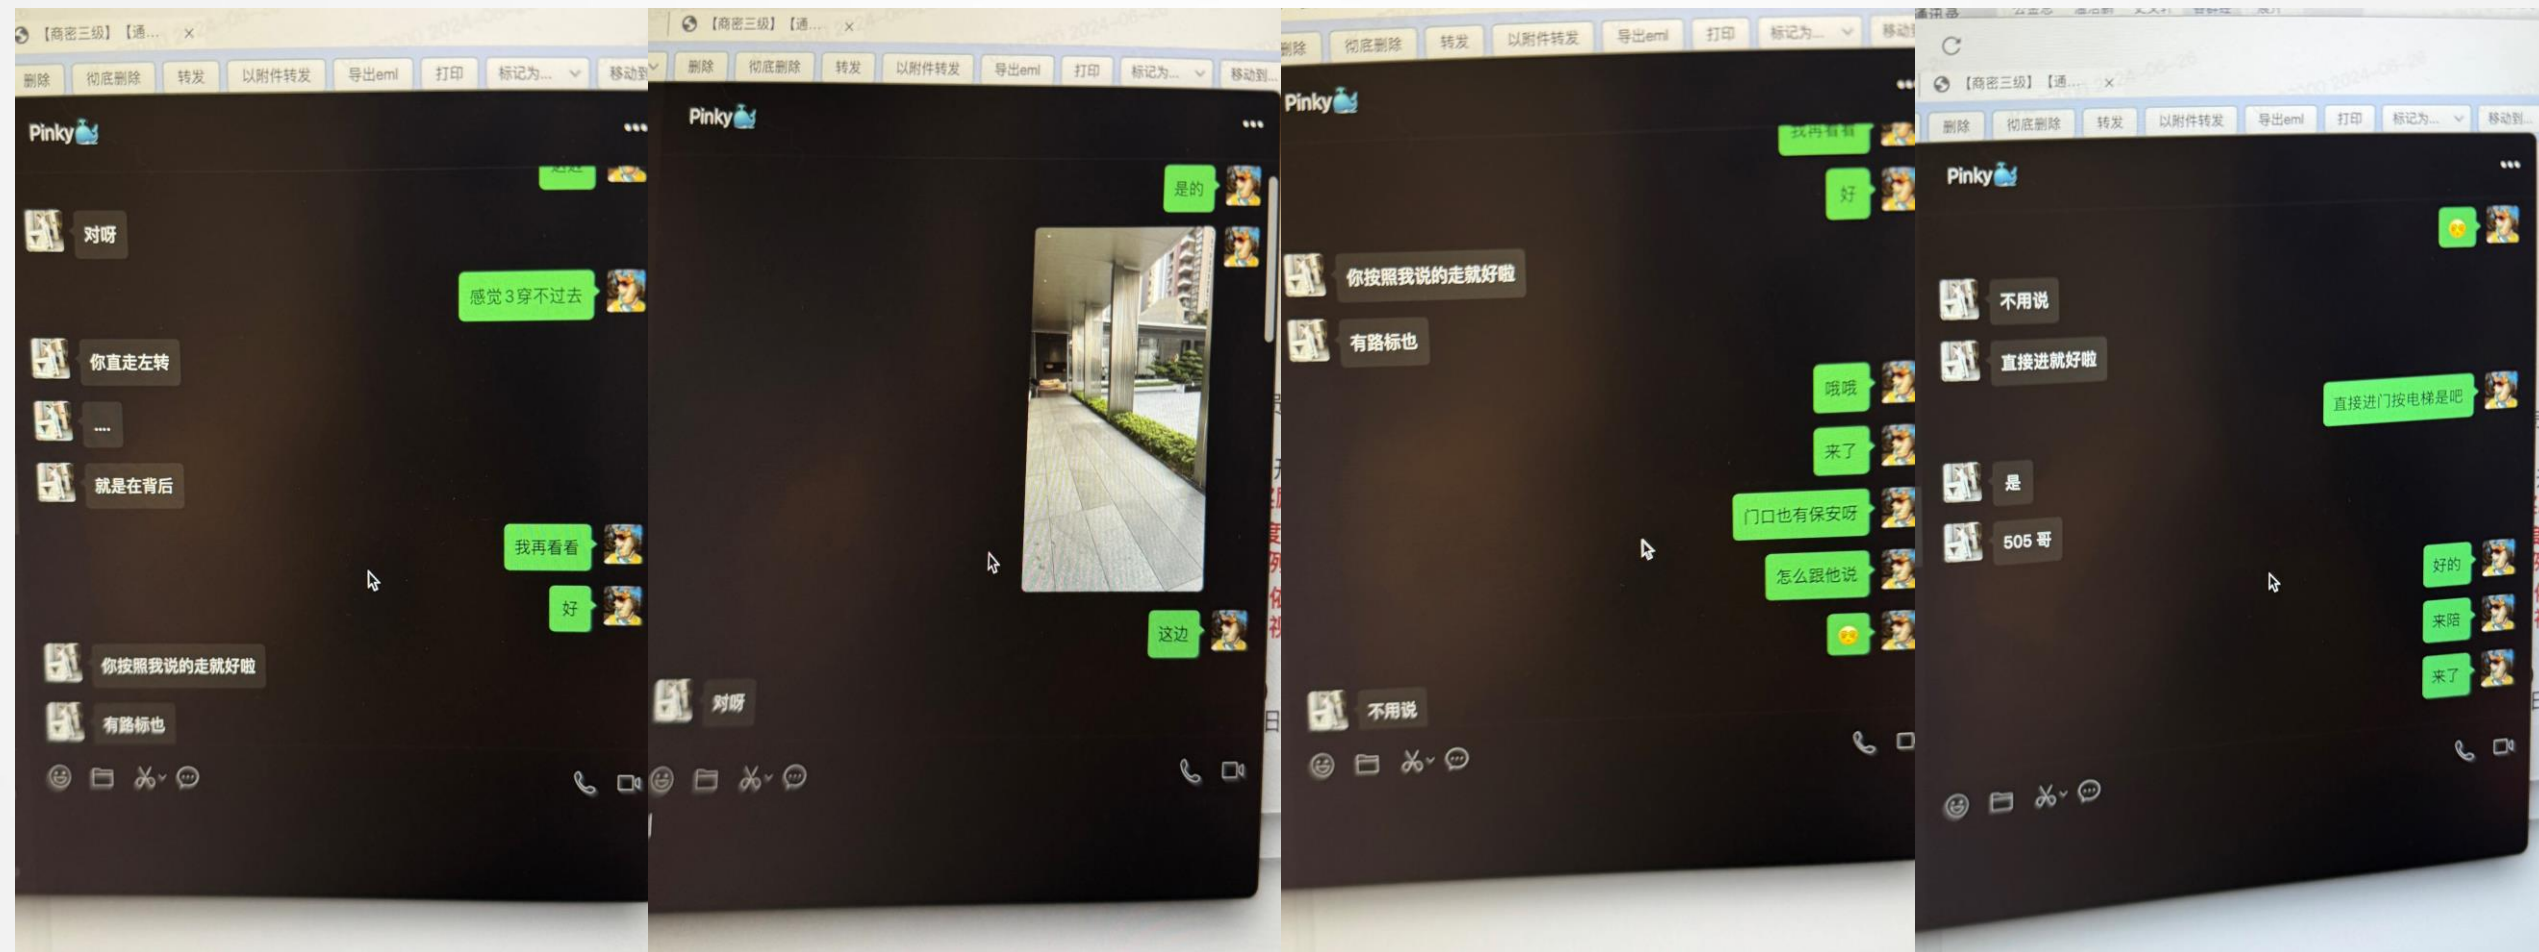 【商密三级】【通...
删除 彻底删除 转发 以附件转发 导出eml 打印 标记为... 移动到
Pinky
对呀
感觉3穿不过去
你直走左转
....
就是在背后
我再看看
好
你按照我说的走就好啦
有路标也
【商密三级】【通...
删除 彻底删除 转发 以附件转发 导出eml 打印 标记为... 移动到...
Pinky
是的
这边
对呀
删除 彻底删除 转发 以附件转发 导出eml 打印 标记为... 移动到
Pinky
我再看看
好
你按照我说的走就好啦
有路标也
哦哦
来了
门口也有保安呀
怎么跟他说
不用说
【商密三级】【通...
删除 彻底删除 转发 以附件转发 导出eml 打印 标记为... 移动到...
Pinky
不用说
直接进就好啦
直接进门按电梯是吧
是
505 哥
好的
来陪
来了